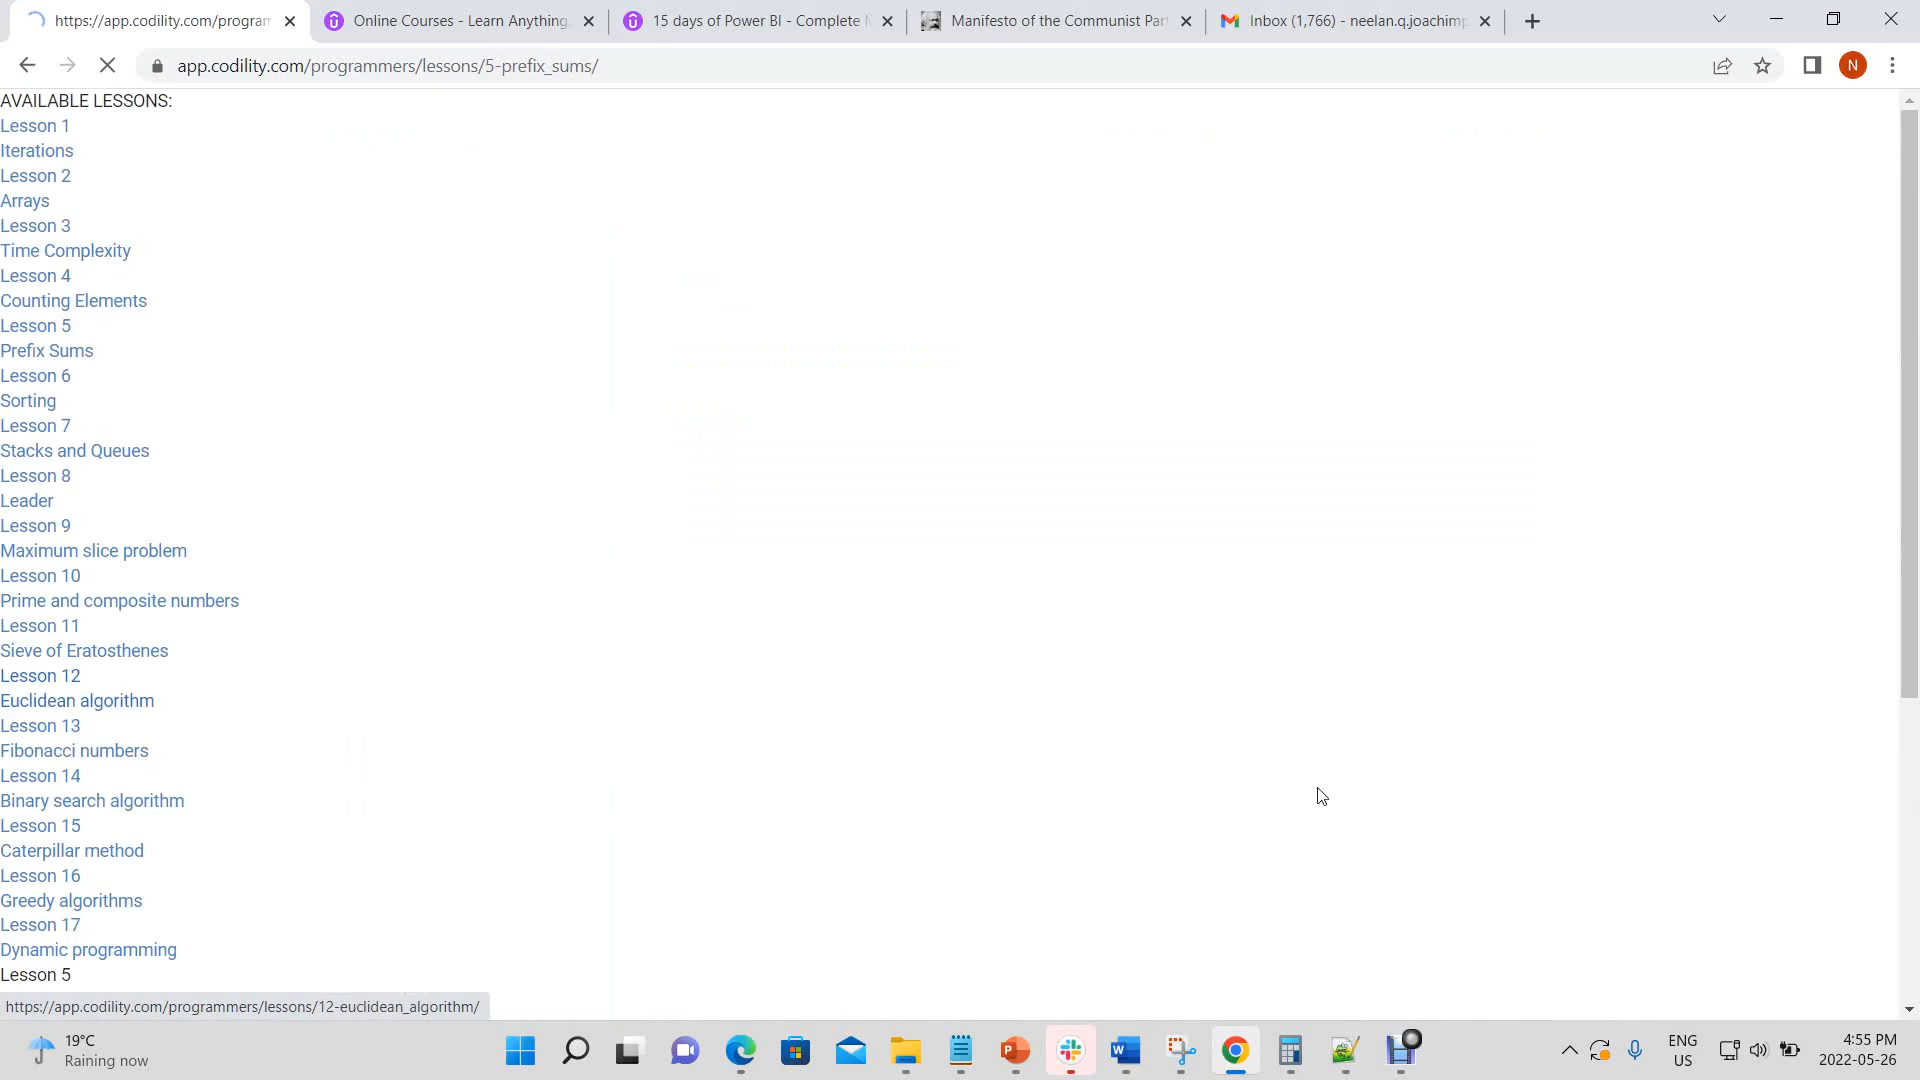 https://app.codility.com/program
Online Courses - Learn Anything,
15 days of Power BI - Complete
Manifesto of the Communist Par
Inbox (1,766) - neelan.q.joachimp
app.codility.com/programmers/lessons/5-prefix_sums/
N
AVAILABLE LESSONS:
Lesson 1
Iterations
Lesson 2
Arrays
Lesson 3
Time Complexity
Lesson 4
Counting Elements
Lesson 5
Prefix Sums
Lesson 6
Sorting
Lesson 7
Stacks and Queues
Lesson 8
Leader
Lesson 9
Maximum slice problem
Lesson 10
Prime and composite numbers
Lesson 11
Sieve of Eratosthenes
Lesson 12
Euclidean algorithm
Lesson 13
Fibonacci numbers
Lesson 14
Binary search algorithm
Lesson 15
Caterpillar method
Lesson 16
Greedy algorithms
Lesson 17
Dynamic programming
Lesson 5
https://app.codility.com/programmers/lessons/12-euclidean_algorithm/
19°C
Raining now
ENG
US
4:55 PM
2022-05-26